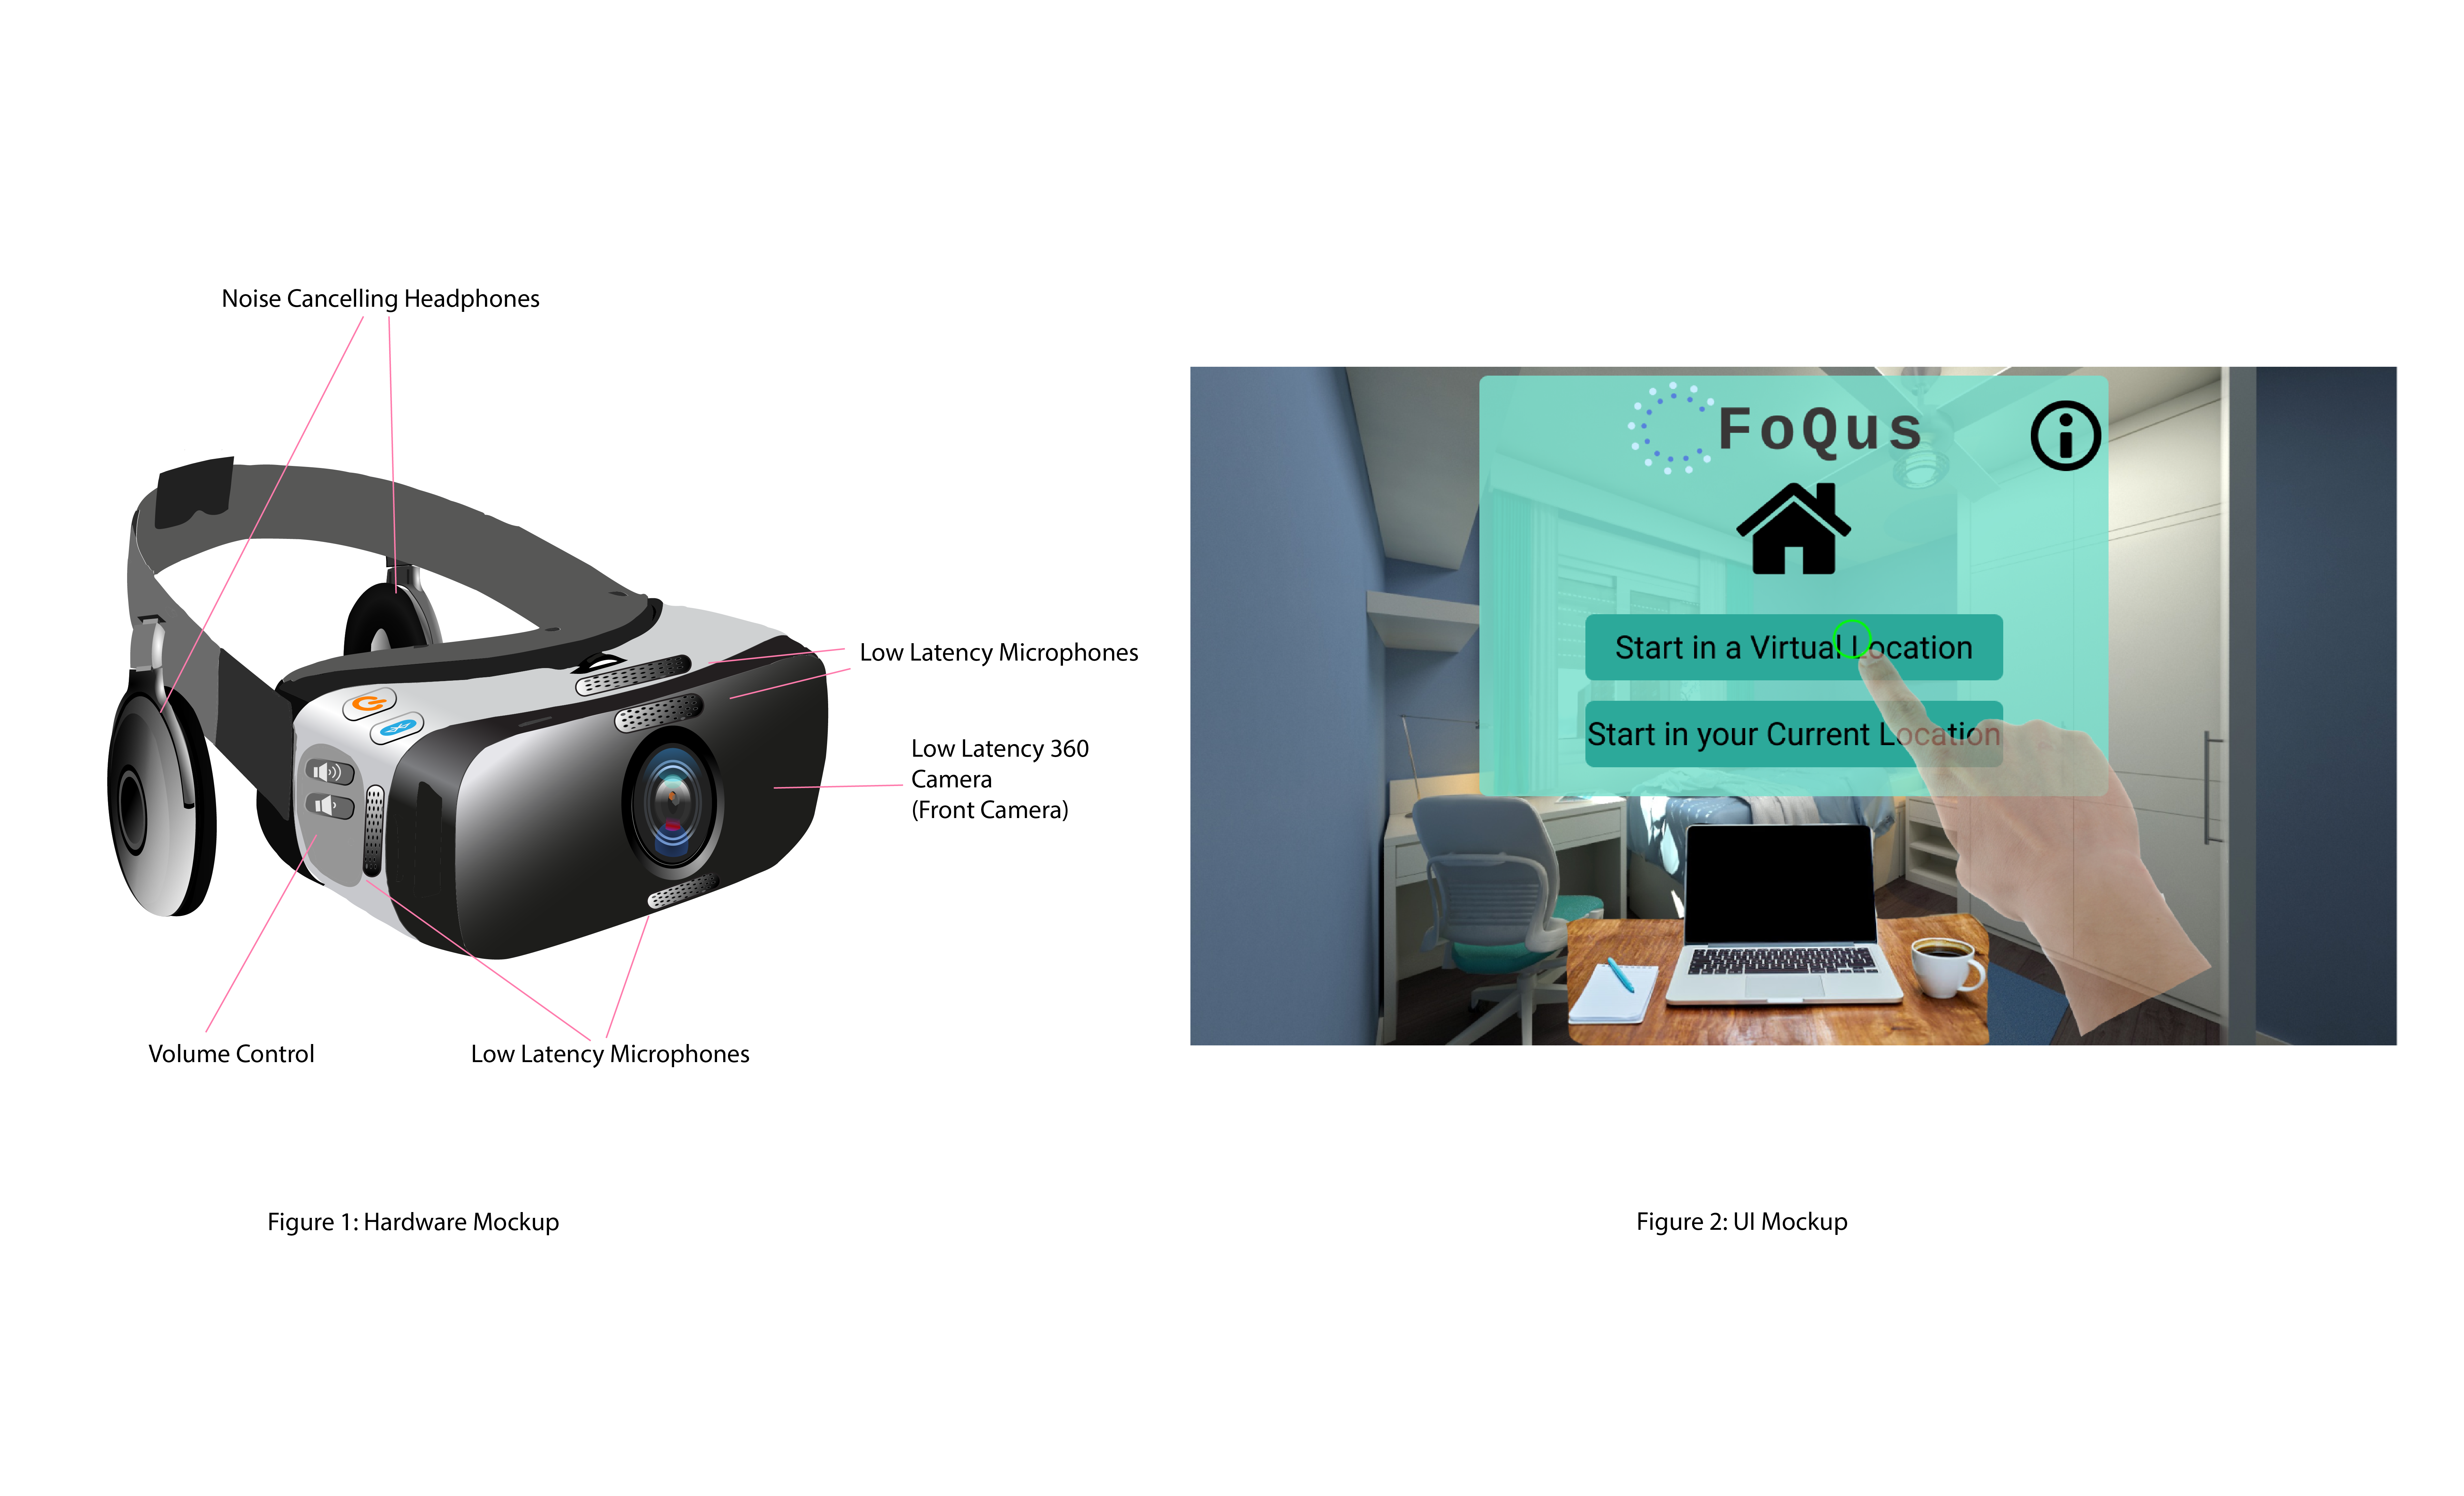 Noise Cancelling Headphones
Low Latency Microphones
Low Latency 360
Camera
(Front Camera)
Volume Control
Low Latency Microphones
Figure 1: Hardware Mockup
FoQus
Start in a Virtual Location
Start in your Current Location
Figure 2: UI Mockup